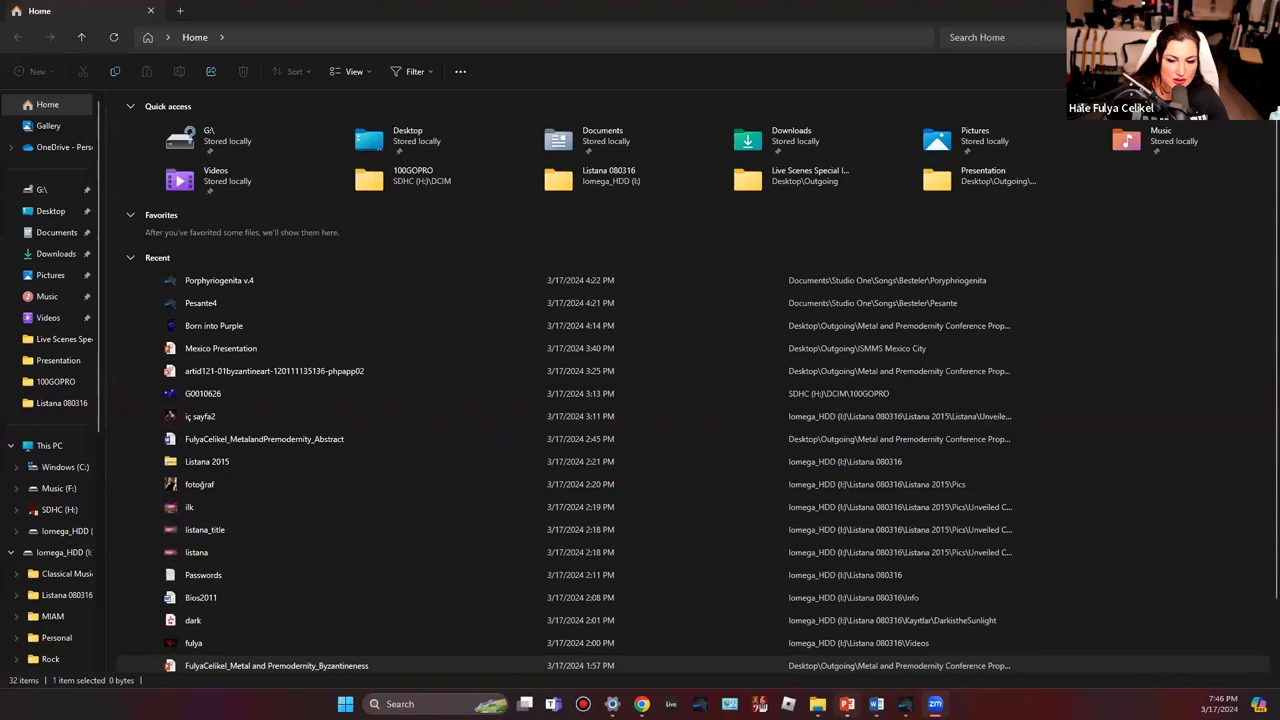 Home
Home
Search Home
New
Sort
View
Filter
Hale Fulya Celikel
Home
Gallery
OneDrive - Pers
G:\
Desktop
Documents
Downloads
Pictures
Music
Videos
Live Scenes Spe
Presentation
100GOPRO
Listana 080316
This PC
Windows (C:)
Music (F:)
SDHC (H:)
Iomega_HDD (
Iomega_HDD (I:
Classical Musi
Listana 080316
MIAM
Personal
Rock
Quick access
G:\
Stored locally
Desktop
Stored locally
Documents
Stored locally
Downloads
Stored locally
Pictures
Stored locally
Music
Stored locally
Videos
Stored locally
100GOPRO
SDHC (H:)\DCIM
Listana 080316
Iomega_HDD (I:)
Live Scenes Special I...
Desktop\Outgoing
Presentation
Desktop\Outgoing\...
Favorites
After you've favorited some files, we'll show them here.
Recent
Porphyriogenita v.4 3/17/2024 4:22 PM Documents\Studio One\Songs\Besteler\Poryphriogenita
Pesante4 3/17/2024 4:21 PM Documents\Studio One\Songs\Besteler\Pesante
Born into Purple 3/17/2024 4:14 PM Desktop\Outgoing\Metal and Premodernity Conference Prop...
Mexico Presentation 3/17/2024 3:40 PM Desktop\Outgoing\ISMMS Mexico City
artid121-01byzantineart-120111135136-phpapp02 3/17/2024 3:25 PM Desktop\Outgoing\Metal and Premodernity Conference Prop...
G0010626 3/17/2024 3:13 PM SDHC (H:)\DCIM\100GOPRO
iç sayfa2 3/17/2024 3:11 PM Iomega_HDD (I:)\Listana 080316\Listana 2015\Listana\Unveile...
FulyaCelikel_MetalandPremodernity_Abstract 3/17/2024 2:45 PM Desktop\Outgoing\Metal and Premodernity Conference Prop...
Listana 2015 3/17/2024 2:21 PM Iomega_HDD (I:)\Listana 080316
fotoğraf 3/17/2024 2:20 PM Iomega_HDD (I:)\Listana 080316\Listana 2015\Pics
ilk 3/17/2024 2:19 PM Iomega_HDD (I:)\Listana 080316\Listana 2015\Pics\Unveiled C...
listana_title 3/17/2024 2:18 PM Iomega_HDD (I:)\Listana 080316\Listana 2015\Pics\Unveiled C...
listana 3/17/2024 2:18 PM Iomega_HDD (I:)\Listana 080316\Listana 2015\Pics\Unveiled C...
Passwords 3/17/2024 2:11 PM Iomega_HDD (I:)\Listana 080316
Bios2011 3/17/2024 2:08 PM Iomega_HDD (I:)\Listana 080316\Info
dark 3/17/2024 2:01 PM Iomega_HDD (I:)\Listana 080316\Kayıtlar\DarkistheSunlight
fulya 3/17/2024 2:00 PM Iomega_HDD (I:)\Listana 080316\Videos
FulyaCelikel_Metal and Premodernity_Byzantineness 3/17/2024 1:57 PM Desktop\Outgoing\Metal and Premodernity Conference Prop...
32 items 1 item selected 0 bytes
Search
Live
zm
7:46 PM
3/17/2024